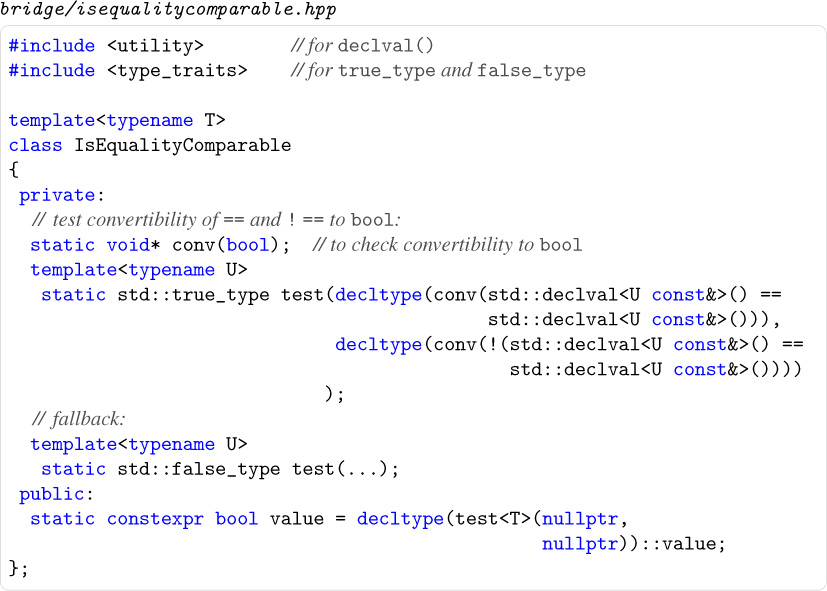 bridge/isequalitycomparable.hpp
#include <utility>        // for declval()
#include <type_traits>    // for true_type and false_type

template<typename T>
class IsEqualityComparable
{
 private:
  // test convertibility of == and ! == to bool:
  static void* conv(bool);  // to check convertibility to bool
  template<typename U>
   static std::true_type test(decltype(conv(std::declval<U const&>() ==
                                            std::declval<U const&>())),
                              decltype(conv(!(std::declval<U const&>() ==
                                              std::declval<U const&>())))
                             );
  // fallback:
  template<typename U>
   static std::false_type test(...);
 public:
  static constexpr bool value = decltype(test<T>(nullptr,
                                                 nullptr))::value;
};